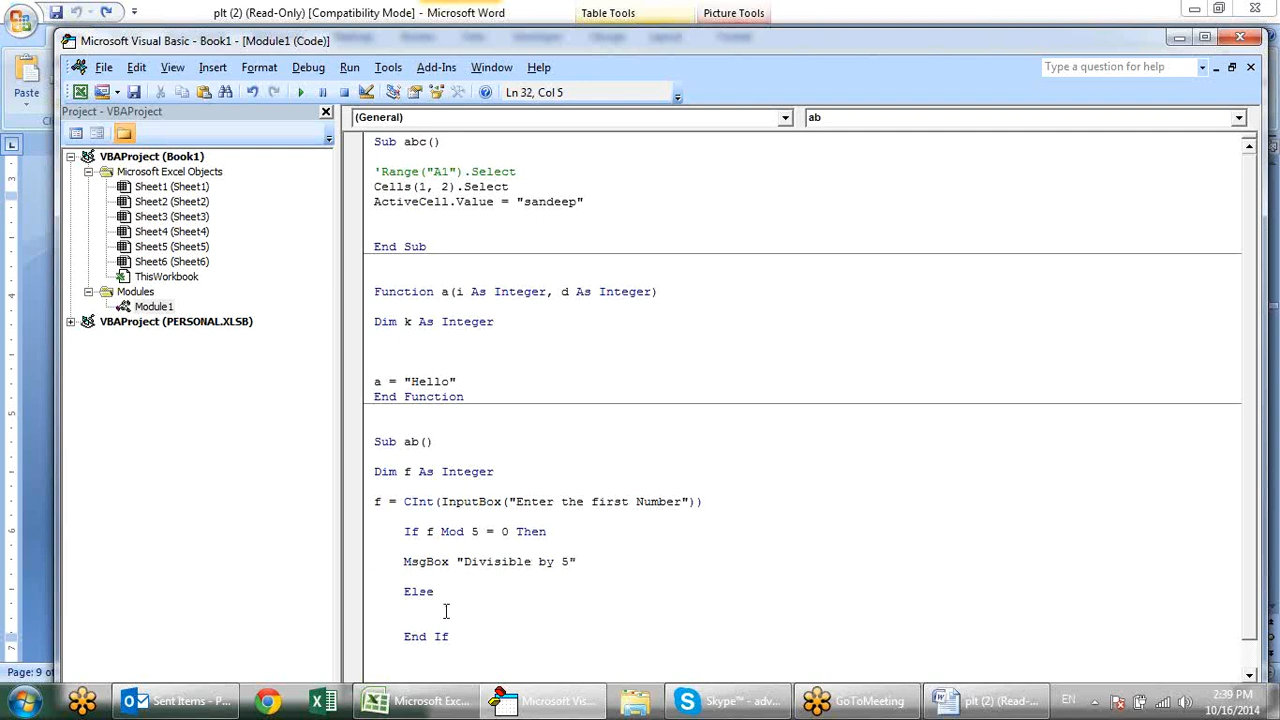 plt (2) (Read-Only) [Compatibility Mode] - Microsoft Word
Table Tools
Picture Tools
Microsoft Visual Basic - Book1 - [Module1 (Code)]
File Edit View Insert Format Debug Run Tools Add-Ins Window Help
Type a question for help
Paste
Ln 32, Col 5
Project - VBAProject
(General)
ab
VBAProject (Book1)
Microsoft Excel Objects
Sheet1 (Sheet1)
Sheet2 (Sheet2)
Sheet3 (Sheet3)
Sheet4 (Sheet4)
Sheet5 (Sheet5)
Sheet6 (Sheet6)
ThisWorkbook
Modules
Module1
VBAProject (PERSONAL.XLSB)
Sub abc()
'Range("A1").Select
Cells(1, 2).Select
ActiveCell.Value = "sandeep"
End Sub
Function a(i As Integer, d As Integer)
Dim k As Integer
a = "Hello"
End Function
Sub ab()
Dim f As Integer
f = CInt(InputBox("Enter the first Number"))
If f Mod 5 = 0 Then
MsgBox "Divisible by 5"
Else
End If
3
4
5
6
7
Page: 9 of
Sent Items - P...
Microsoft Exc...
Microsoft Vis...
Skype™ - adv...
GoToMeeting
plt (2) (Read-...
EN
2:39 PM
10/16/2014